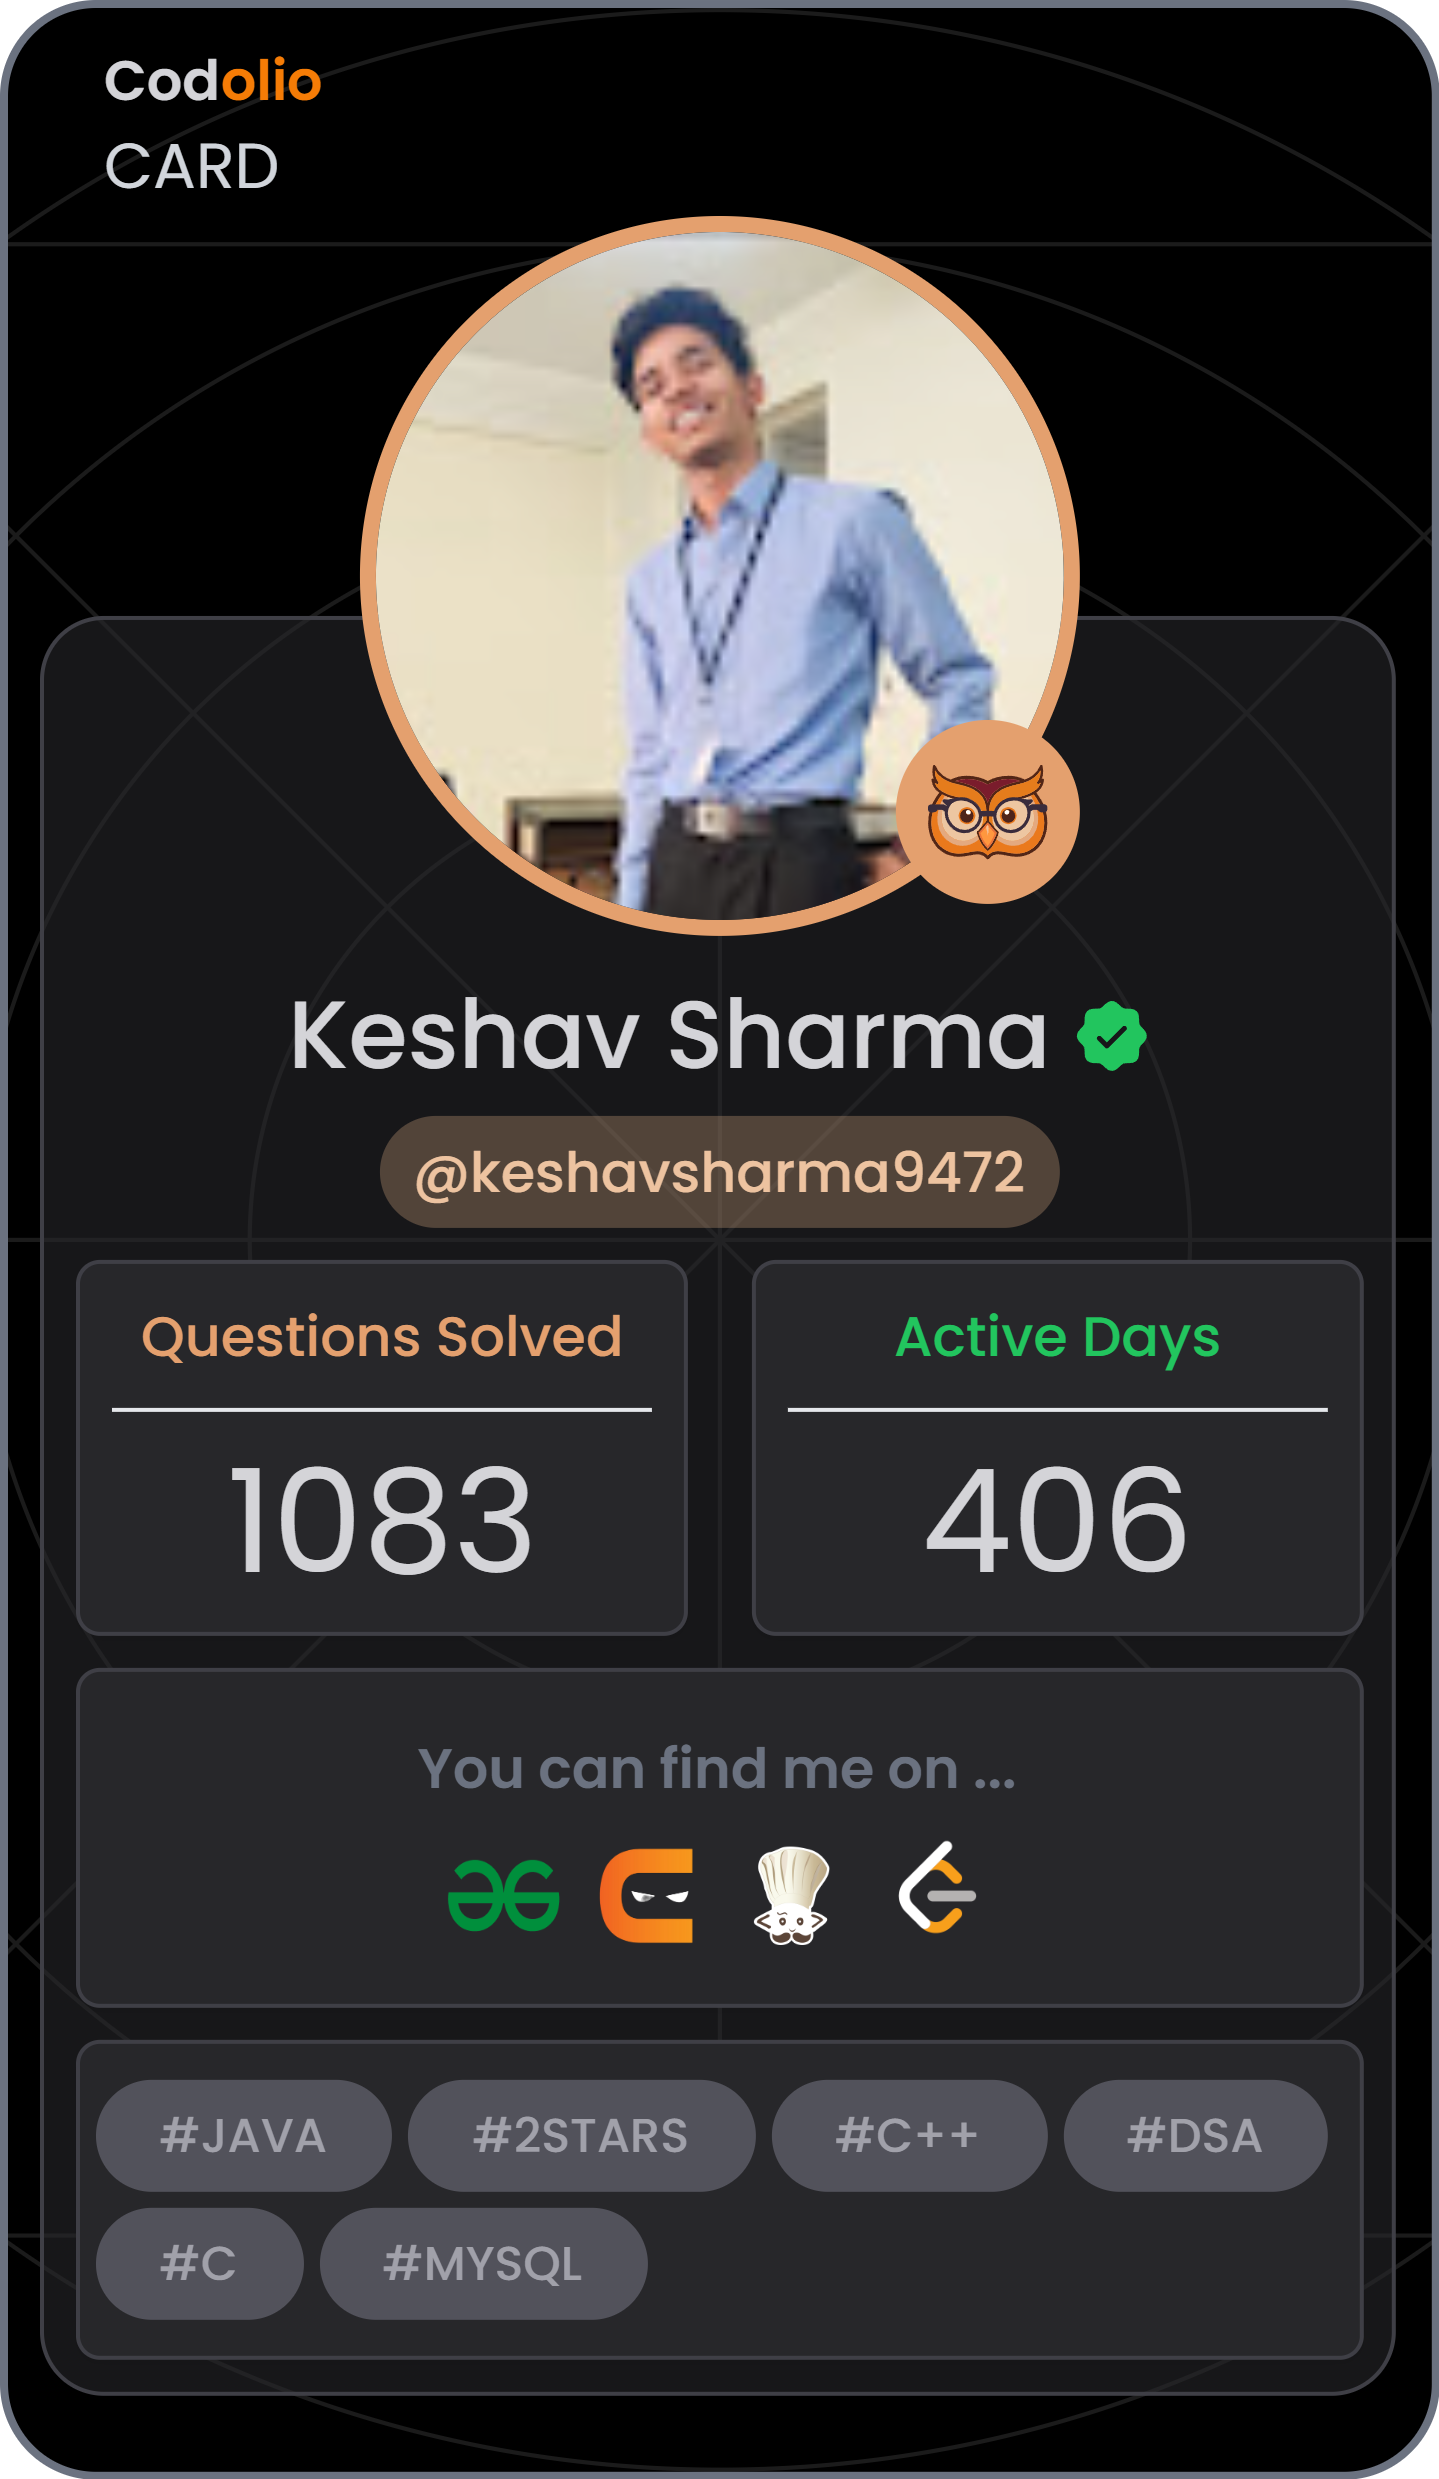 Codolio
CARD
Keshav Sharma
@keshavsharma9472
Questions Solved
Active Days
1083
406
You can find me on ...
#JAVA #2STARS #C++ #DSA
#C #MYSQL